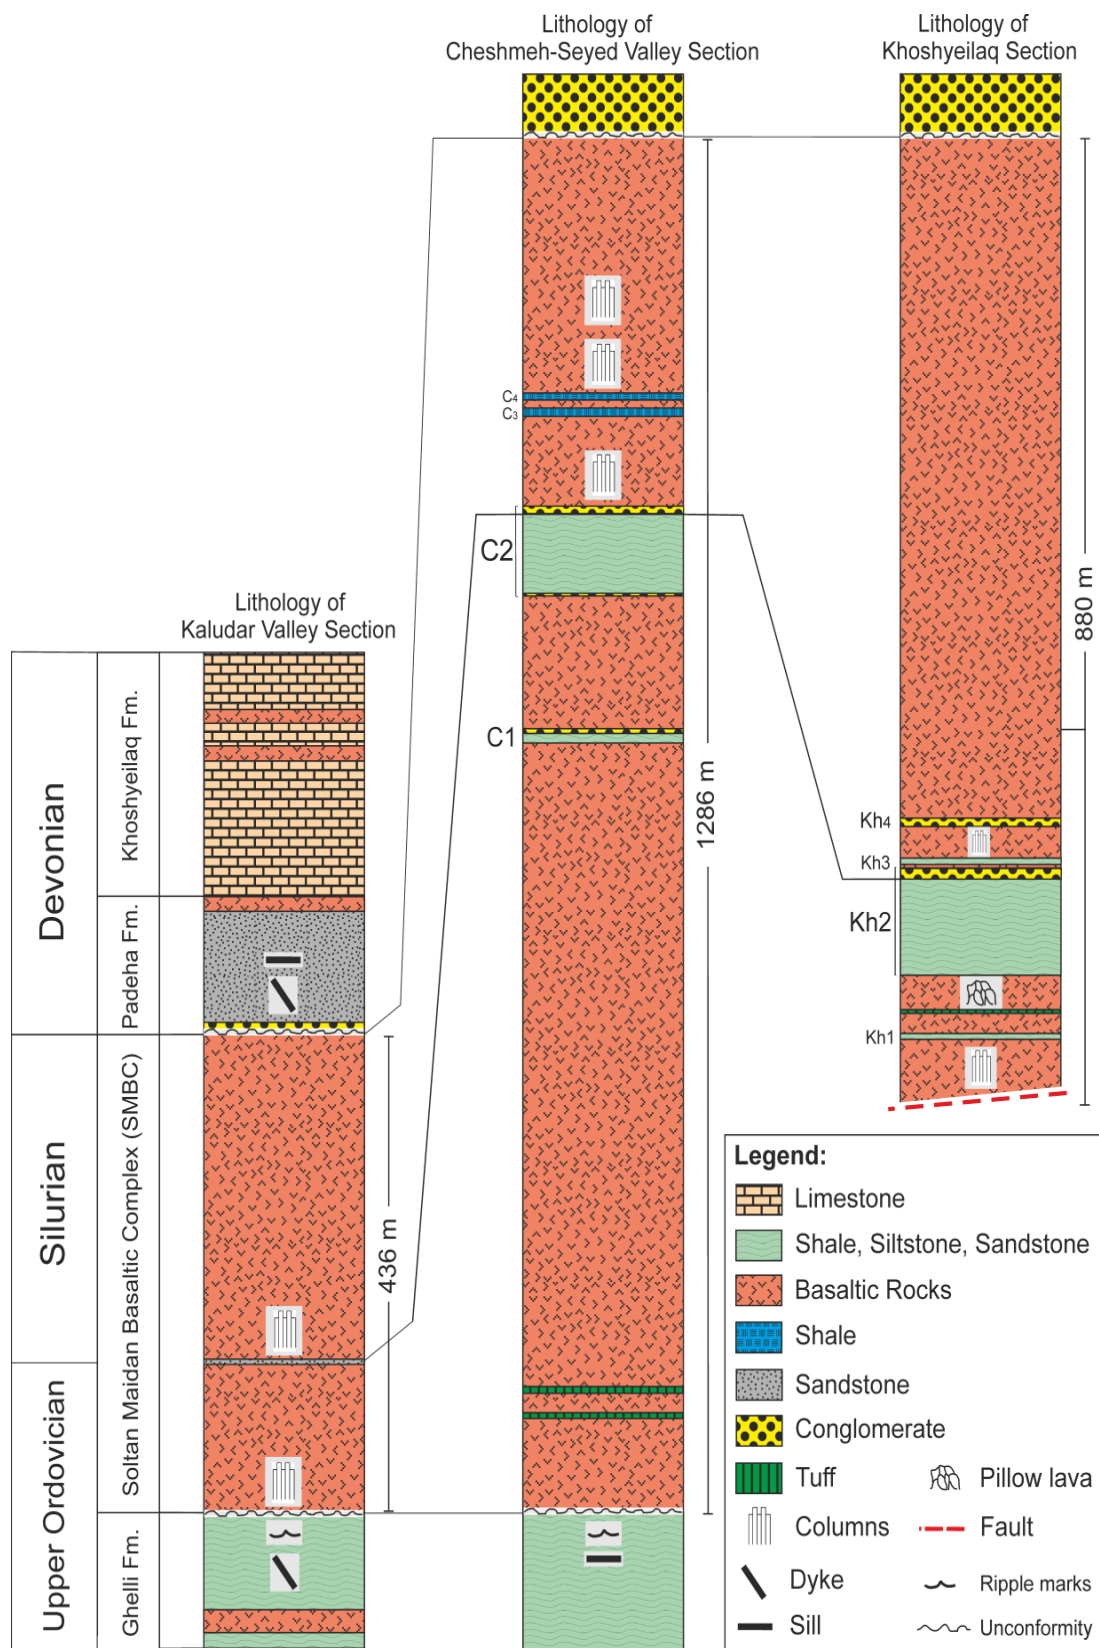 Lithology of
Cheshmeh-Seyed Valley Section
Lithology of
Khoshyeilaq Section
C4
C3
C2
C1
1286 m
880 m
Kh4
Kh3
Kh2
Kh1
Lithology of
Kaludar Valley Section
Devonian
Khoshyeilaq Fm.
Padeha Fm.
Silurian
Soltan Maidan Basaltic Complex (SMBC)
436 m
Upper Ordovician
Ghelli Fm.
Legend:
Limestone
Shale, Siltstone, Sandstone
Basaltic Rocks
Shale
Sandstone
Conglomerate
Tuff
Pillow lava
Columns
Fault
Dyke
Ripple marks
Sill
Unconformity